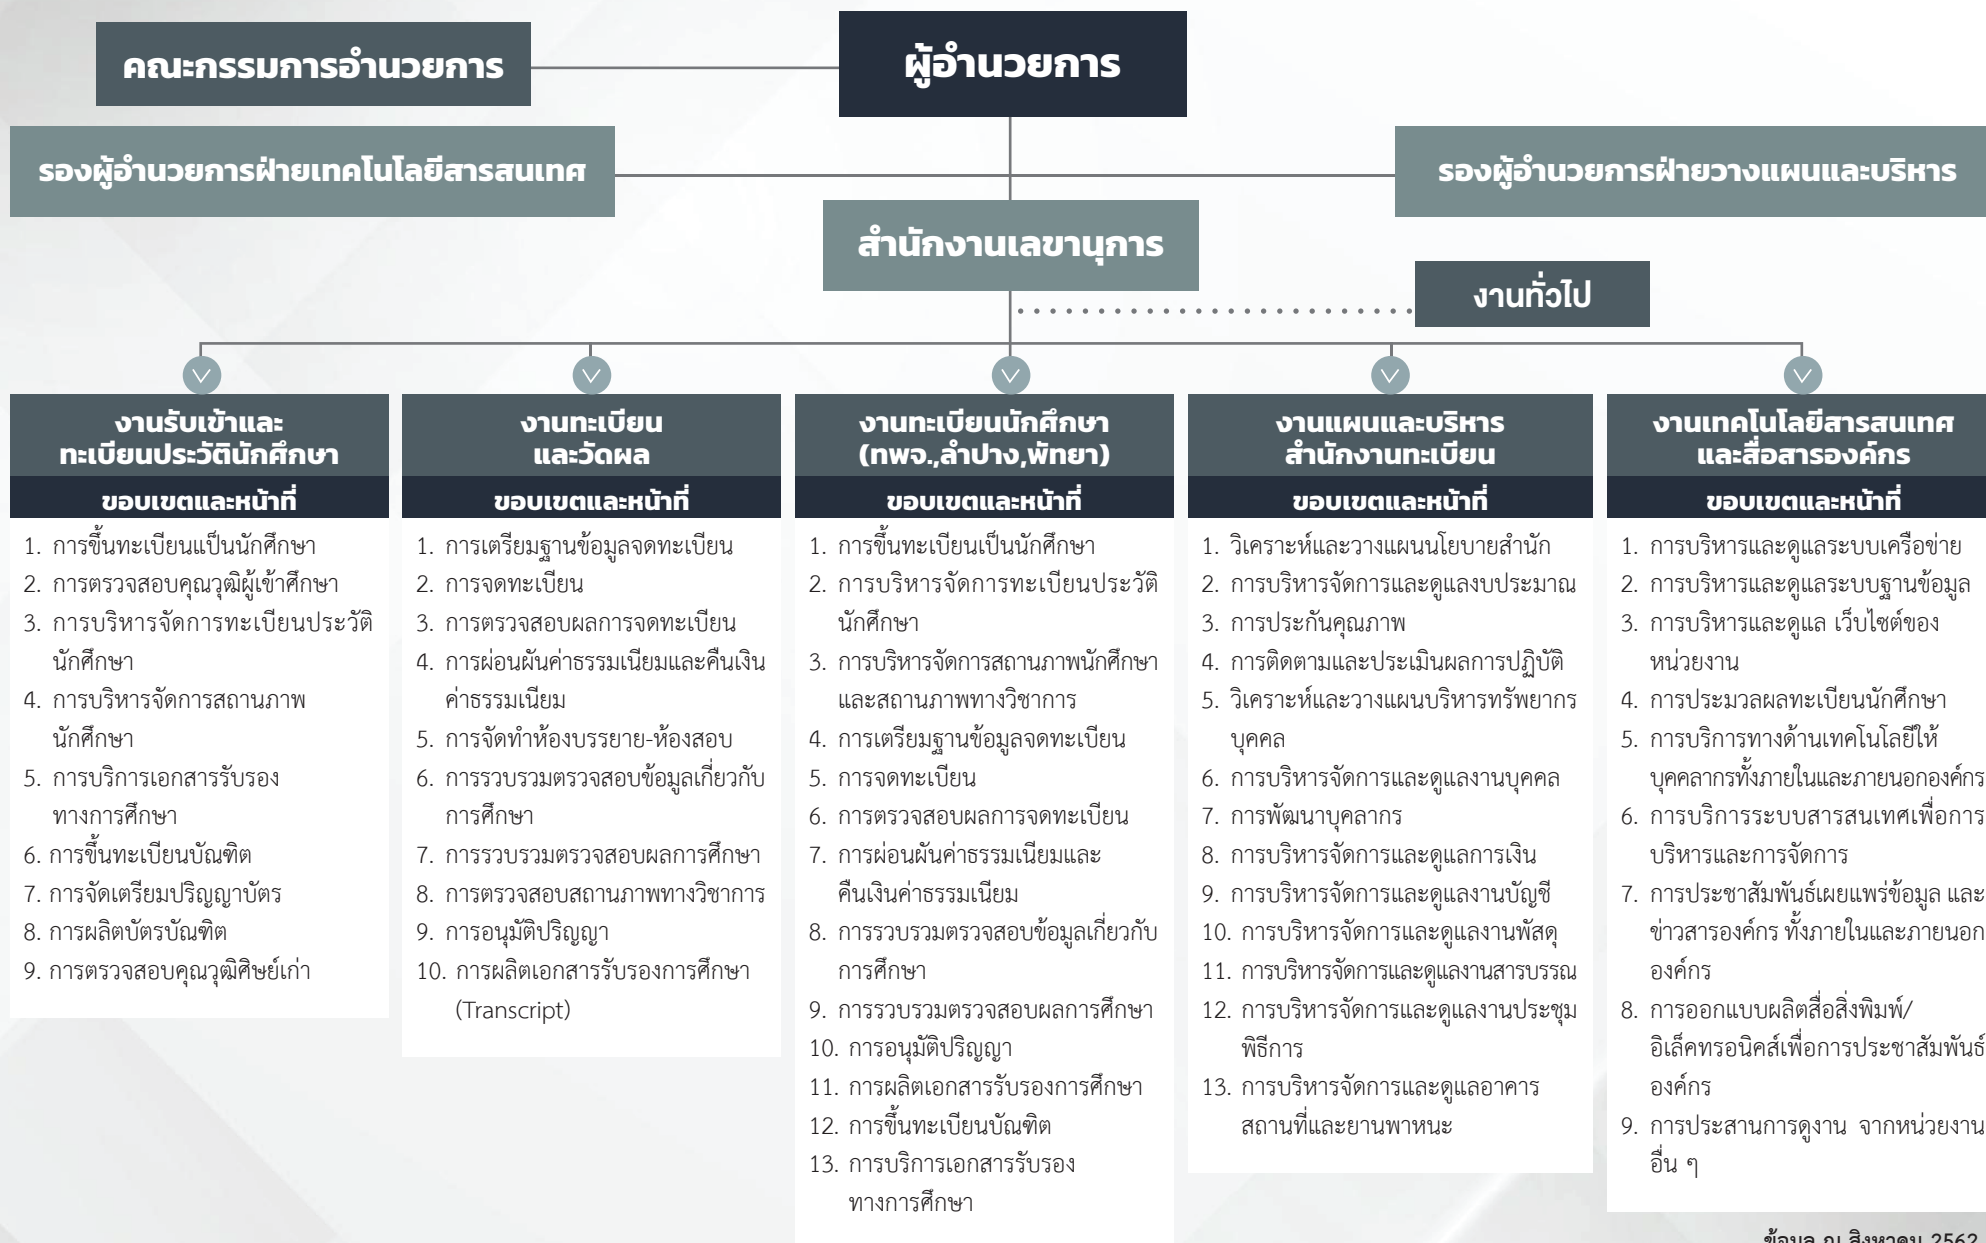 คณะกรรมการอำนวยการ
ผู้อำนวยการ
รองผู้อำนวยการฝ่ายเทคโนโลยีสารสนเทศ
รองผู้อำนวยการฝ่ายวางแผนและบริหาร
สำนักงานเลขานุการ
งานทั่วไป
งานรับเข้าและ
ทะเบียนประวัตินักศึกษา
ขอบเขตและหน้าที่
1. การขึ้นทะเบียนแป็นนักศึกษา
2. การตรวจสอบคุณวุฒิผู้เข้าศึกษา
3. การบริหารจัดการทะเบียนประวัติ
นักศึกษา
4. การบริหารจัดการสถานภาพ
นักศึกษา
5. การบริการเอกสารรับรอง
ทางการศึกษา
6. การขึ้นทะเบียนบัณฑิต
7. การจัดเตรียมปริญญาบัตร
8. การผลิตบัตรบัณฑิต
9. การตรวจสอบคุณวุฒิศิษย์เก่า
งานทะเบียน
และวัดผล
ขอบเขตและหน้าที่
1. การเตรียมฐานข้อมูลจดทะเบียน
2. การจดทะเบียน
3. การตรวจสอบผลการจดทะเบียน
4. การผ่อนผันค่าธรรมเนียมและคืนเงิน
ค่าธรรมเนียม
5. การจัดทำห้องบรรยาย-ห้องสอบ
6. การรวบรวมตรวจสอบข้อมูลเกี่ยวกับ
การศึกษา
7. การรวบรวมตรวจสอบผลการศึกษา
8. การตรวจสอบสถานภาพทางวิชาการ
9. การอนุมัติปริญญา
10. การผลิตเอกสารรับรองการศึกษา
(Transcript)
งานทะเบียนนักศึกษา
(ทพจ.,ลำปาง,พัทยา)
ขอบเขตและหน้าที่
1. การขึ้นทะเบียนเป็นนักศึกษา
2. การบริหารจัดการทะเบียนประวัติ
นักศึกษา
3. การบริหารจัดการสถานภาพนักศึกษา
และสถานภาพทางวิชาการ
4. การเตรียมฐานข้อมูลจดทะเบียน
5. การจดทะเบียน
6. การตรวจสอบผลการจดทะเบียน
7. การผ่อนผันค่าธรรมเนียมและ
คืนเงินค่าธรรมเนียม
8. การรวบรวมตรวจสอบข้อมูลเกี่ยวกับ
การศึกษา
9. การรวบรวมตรวจสอบผลการศึกษา
10. การอนุมัติปริญญา
11. การผลิตเอกสารรับรองการศึกษา
12. การขึ้นทะเบียนบัณฑิต
13. การบริการเอกสารรับรอง
ทางการศึกษา
งานแผนและบริหาร
สำนักงานทะเบียน
ขอบเขตและหน้าที่
1. วิเคราะห์และวางแผนนโยบายสำนัก
2. การบริหารจัดการและดูแลงบประมาณ
3. การประกันคุณภาพ
4. การติดตามและประเมินผลการปฏิบัติ
5. วิเคราะห์และวางแผนบริหารทรัพยากร
บุคคล
6. การบริหารจัดการและดูแลงานบุคคล
7. การพัฒนาบุคลากร
8. การบริหารจัดการและดูแลการเงิน
9. การบริหารจัดการและดูแลงานบัญชี
10. การบริหารจัดการและดูแลงานพัสดุ
11. การบริหารจัดการและดูแลงานสารบรรณ
12. การบริหารจัดการและดูแลงานประชุม
พิธีการ
13. การบริหารจัดการและดูแลอาคาร
สถานที่และยานพาหนะ
งานเทคโนโลยีสารสนเทศ
และสื่อสารองค์กร
ขอบเขตและหน้าที่
1. การบริหารและดูแลระบบเครือข่าย
2. การบริหารและดูแลระบบฐานข้อมูล
3. การบริหารและดูแล เว็บไซต์ของ
หน่วยงาน
4. การประมวลผลทะเบียนนักศึกษา
5. การบริการทางด้านเทคโนโลยีให้
บุคคลากรทั้งภายในและภายนอกองค์กร
6. การบริการระบบสารสนเทศเพื่อการ
บริหารและการจัดการ
7. การประชาสัมพันธ์เผยแพร่ข้อมูล และ
ข่าวสารองค์กร ทั้งภายในและภายนอก
องค์กร
8. การออกแบบผลิตสื่อสิ่งพิมพ์/
อิเล็คทรอนิคส์เพื่อการประชาสัมพันธ์
องค์กร
9. การประสานการดูงาน จากหน่วยงาน
อื่น ๆ
ข้อมูล ณ สิงหาคม 2562